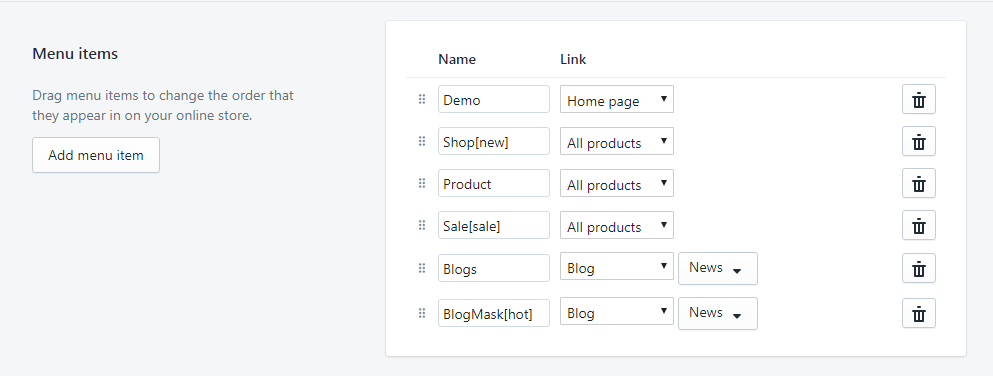 Menu items
Drag menu items to change the order that
they appear in on your online store.
Add menu item
Name Link
Demo Home page
Shop[new] All products
Product All products
Sale[sale] All products
Blogs Blog News
BlogMask[hot] Blog News